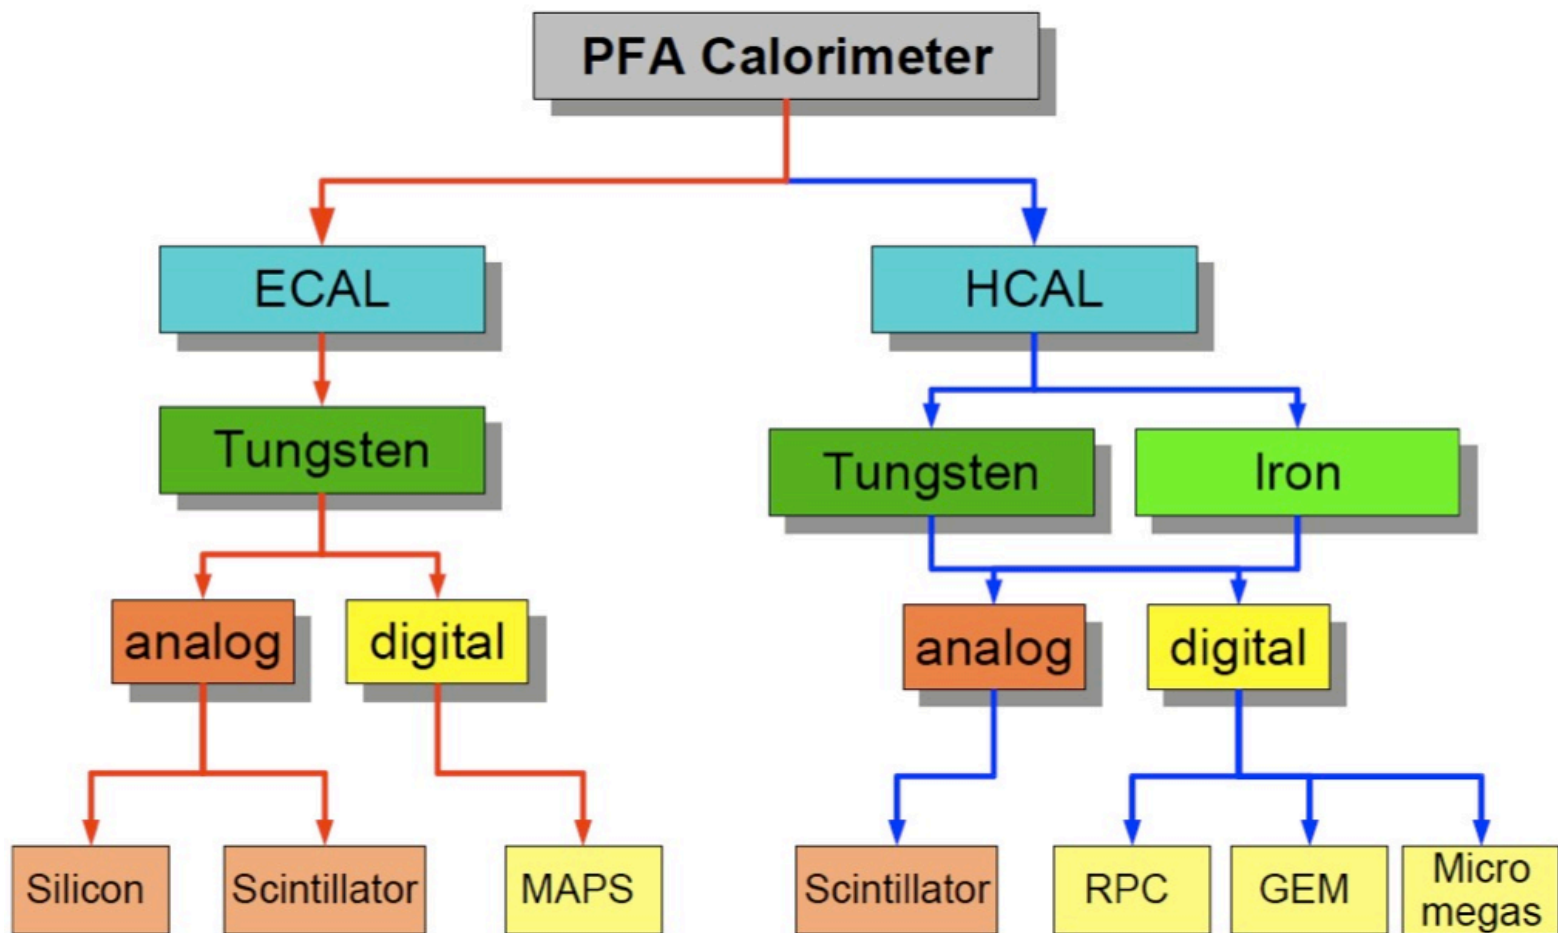 PFA Calorimeter
ECAL
HCAL
Tungsten
Tungsten
Iron
analog
digital
analog
digital
Silicon
Scintillator
MAPS
Scintillator
RPC
GEM
Micro
megas